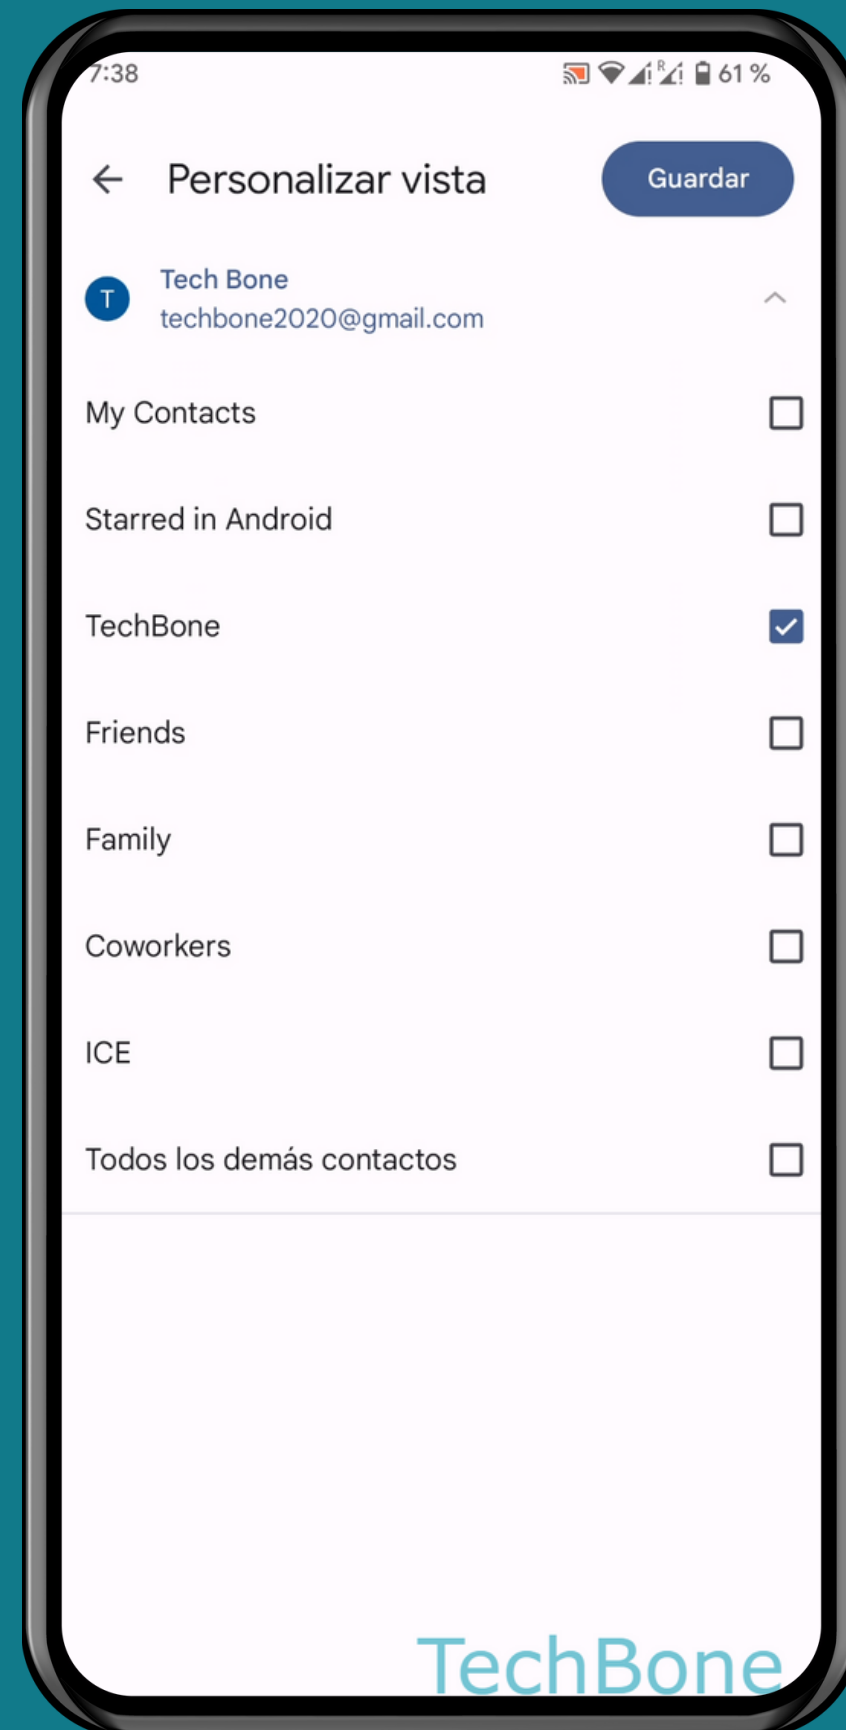 7:38 R 61 %
Personalizar vista Guardar
T Tech Bone
techbone2020@gmail.com
My Contacts
Starred in Android
TechBone
Friends
Family
Coworkers
ICE
Todos los demás contactos
TechBone